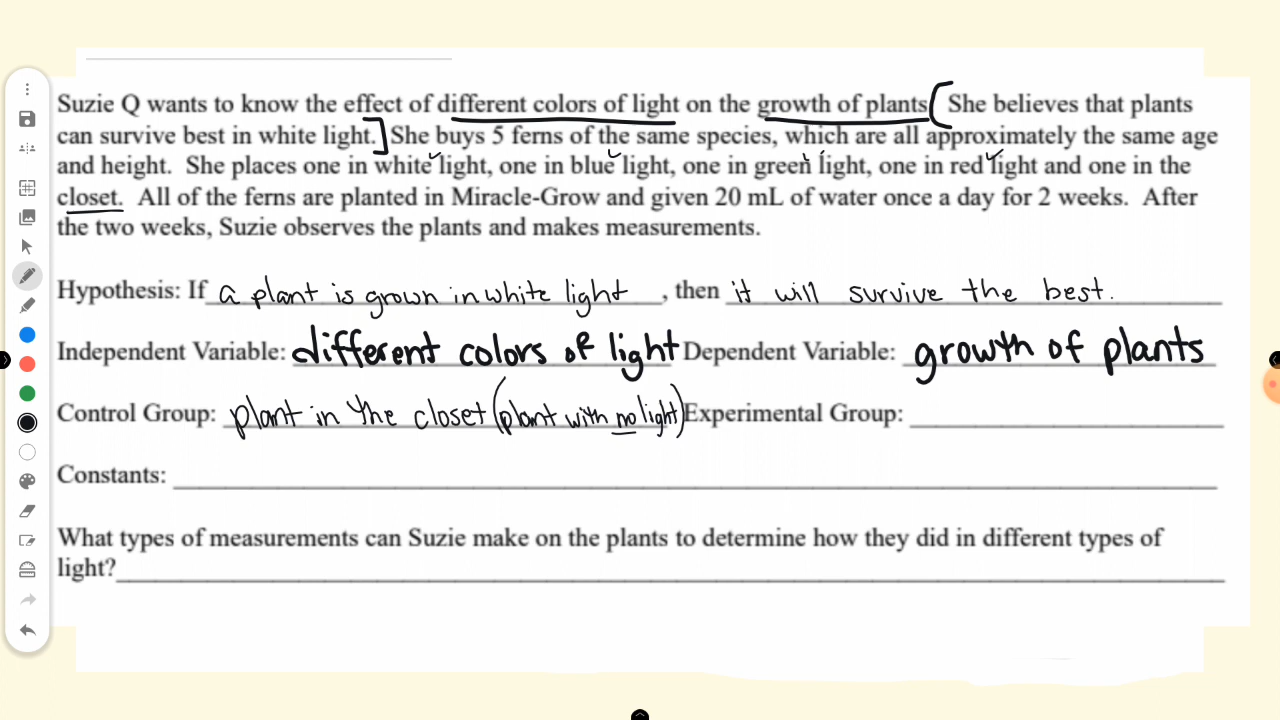 Suzie Q wants to know the effect of different colors of light on the growth of plants. She believes that plants
can survive best in white light. She buys 5 ferns of the same species, which are all approximately the same age
and height. She places one in white light, one in blue light, one in green light, one in red light and one in the
closet. All of the ferns are planted in Miracle-Grow and given 20 mL of water once a day for 2 weeks. After
the two weeks, Suzie observes the plants and makes measurements.
Hypothesis: If a plant is grown in white light, then it will survive the best.
Independent Variable: different colors of light Dependent Variable: growth of plants
Control Group: plant in the closet (plant with no light) Experimental Group:
Constants:
What types of measurements can Suzie make on the plants to determine how they did in different types of
light?